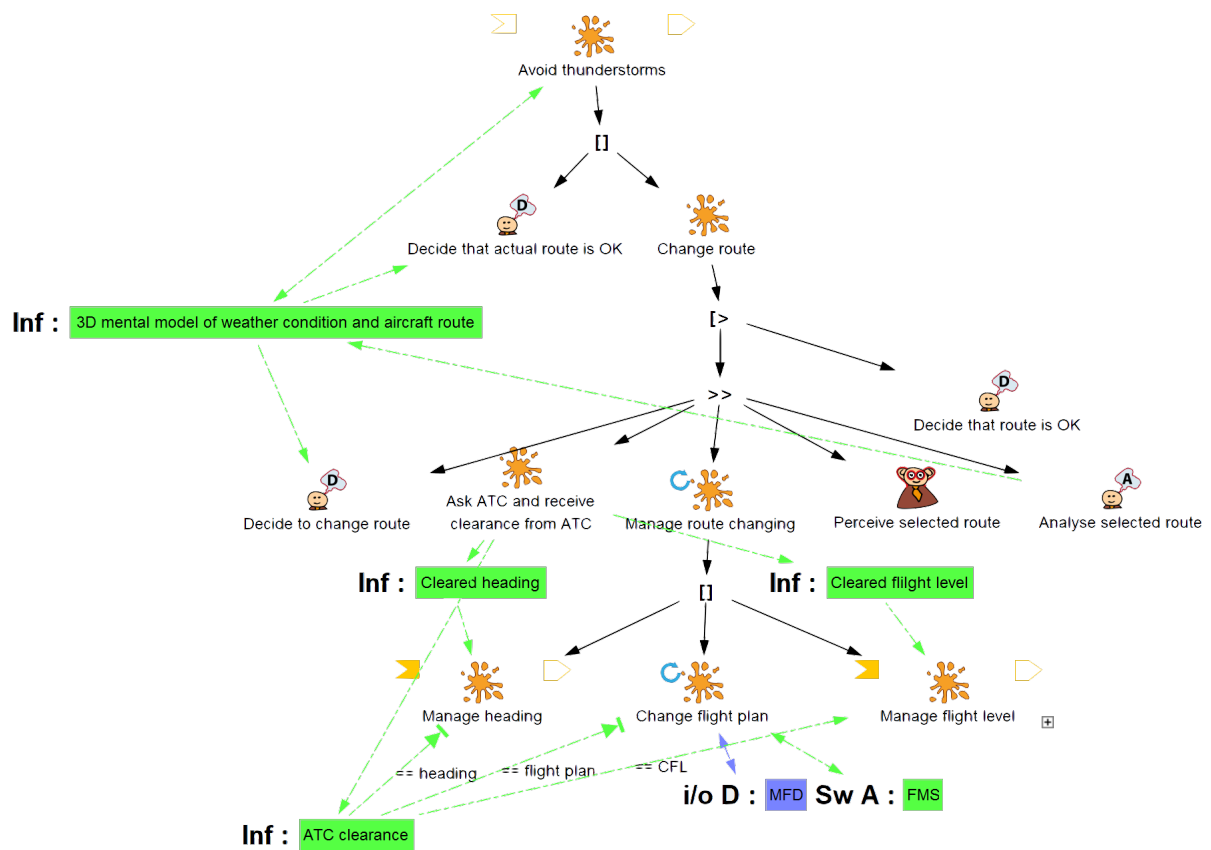 Avoid thunderstorms
[]
D
Decide that actual route is OK
Change route
Inf : 3D mental model of weather condition and aircraft route
[>
>>
D
Decide that route is OK
D
Decide to change route
Ask ATC and receive
clearance from ATC
Manage route changing
Perceive selected route
A
Analyse selected route
Inf : Cleared heading
Inf : Cleared flilght level
[]
Manage heading
Change flight plan
Manage flight level
== heading
== flight plan
== CFL
i/o D : MFD
Sw A : FMS
Inf : ATC clearance